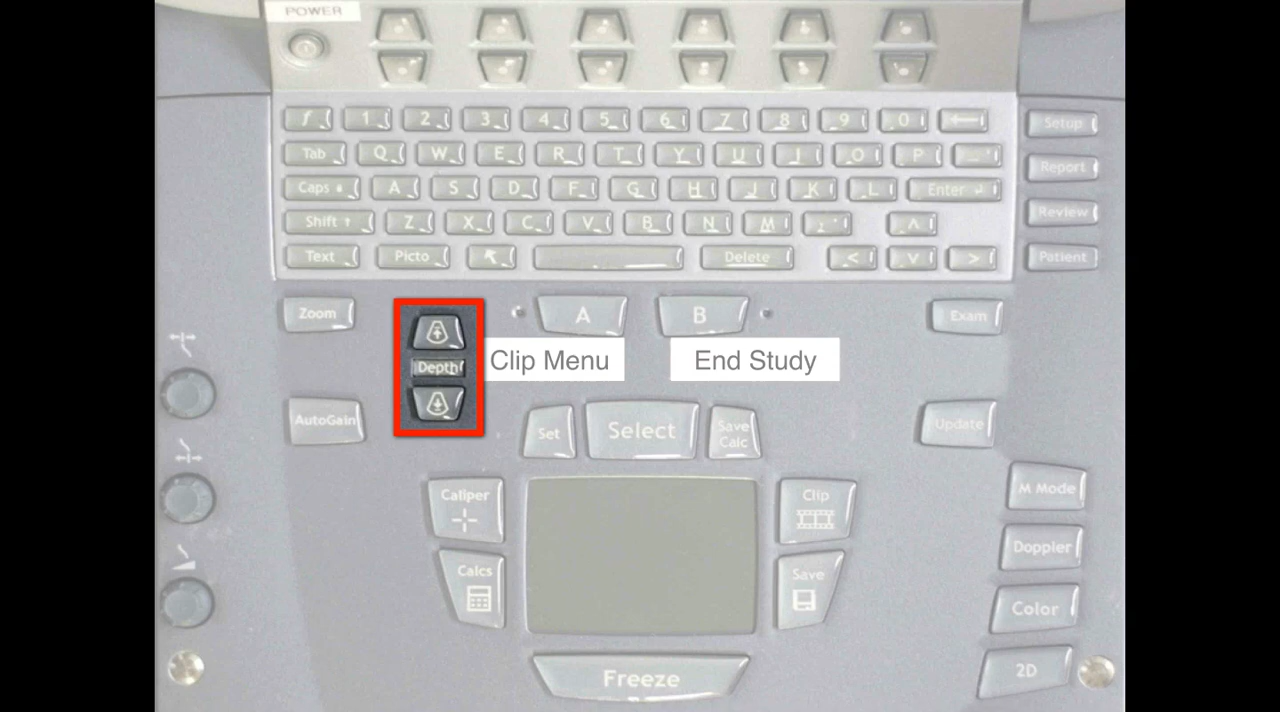 POWER
f 1 2 3 4 5 6 7 8 9 0
Setup
Tab Q W E R T Y U I O P
Report
Caps A S D F G H J K L Enter
Review
Shift ↑ Z X C V B N M
Text Picto Delete < >
Patient
Zoom
A B
Exam
Depth
Clip Menu End Study
AutoGain
Set Select Save Calc
Update
Caliper
Clip
M Mode
Doppler
Calcs
Save
Color
2D
Freeze